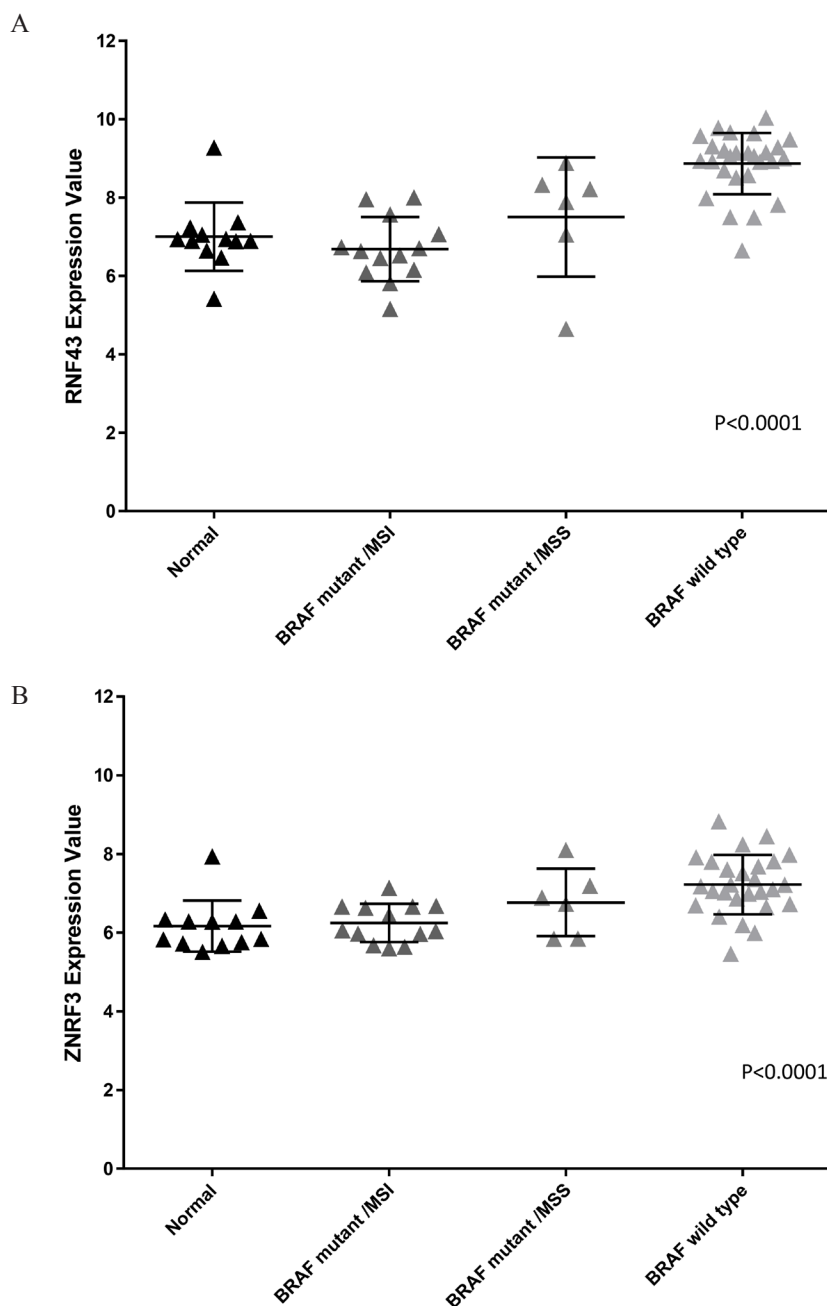 A
RNF43 Expression Value
12
10
8
6
4
2
0
P<0.0001
Normal
BRAF mutant /MSI
BRAF mutant /MSS
BRAF wild type
B
ZNRF3 Expression Value
12
10
8
6
4
2
0
P<0.0001
Normal
BRAF mutant /MSI
BRAF mutant /MSS
BRAF wild type